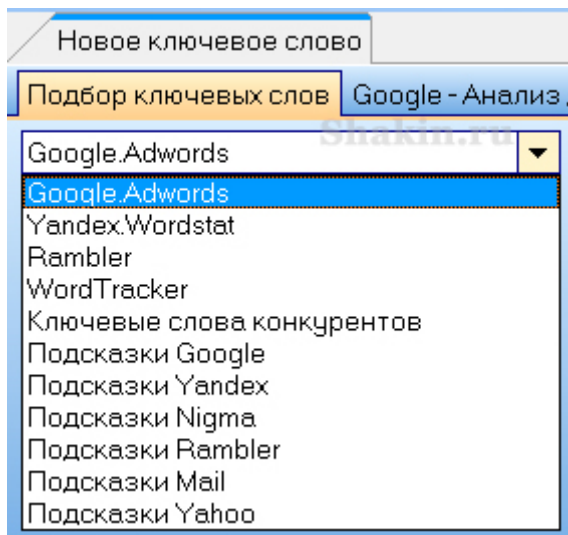 Новое ключевое слово
Подбор ключевых слов Google - Анализ
Shakin.ru
Google.Adwords
Google.Adwords
Yandex.Wordstat
Rambler
WordTracker
Ключевые слова конкурентов
Подсказки Google
Подсказки Yandex
Подсказки Nigma
Подсказки Rambler
Подсказки Mail
Подсказки Yahoo